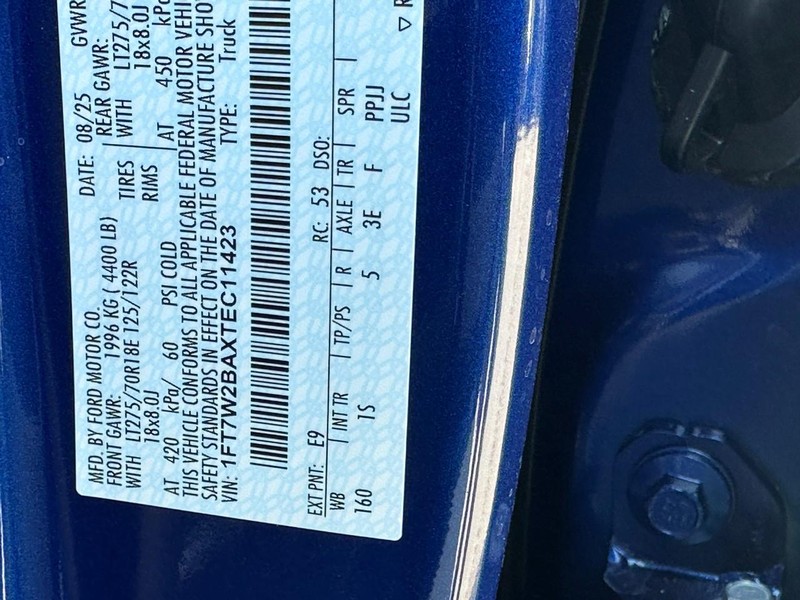 MFD. BY FORD MOTOR CO.
DATE: 08/25 GVWR
FRONT GAWR: 1996 KG ( 4400 LB) REAR GAWR:
WITH LT275/70R18E 125/122R TIRES WITH LT275/7
18x8.0J RIMS 18x8.0J
AT 420 kPa/ 60 PSI COLD AT 450 kPa
THIS VEHICLE CONFORMS TO ALL APPLICABLE FEDERAL MOTOR VEHI
SAFETY STANDARDS IN EFFECT ON THE DATE OF MANUFACTURE SHO
VIN: 1FT7W2BAXTEC11423 TYPE: Truck
EXT PNT: E9 RC: 53 DSO:
WB INT TR TP/PS R AXLE TR SPR
160 1S 5 3E F PPJJ
ULC